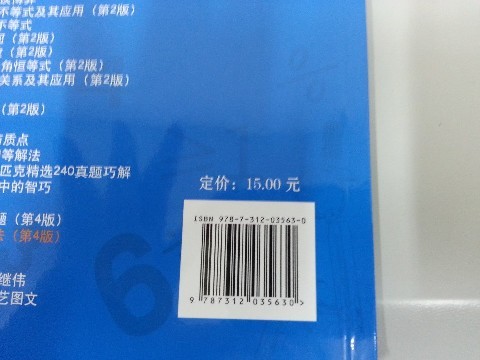 不等式及其应用（第2版）
不等式
（第2版）
（第2版）
角恒等式（第2版）
关系及其应用（第2版）
（第2版）
质点
等解法
匹克精选240真题巧解
中的智巧
定价：15.00 元
题（第4版）
法（第4版）
ISBN 978-7-312-03563-0
继伟
艺图文
9 787312 035630 >
6